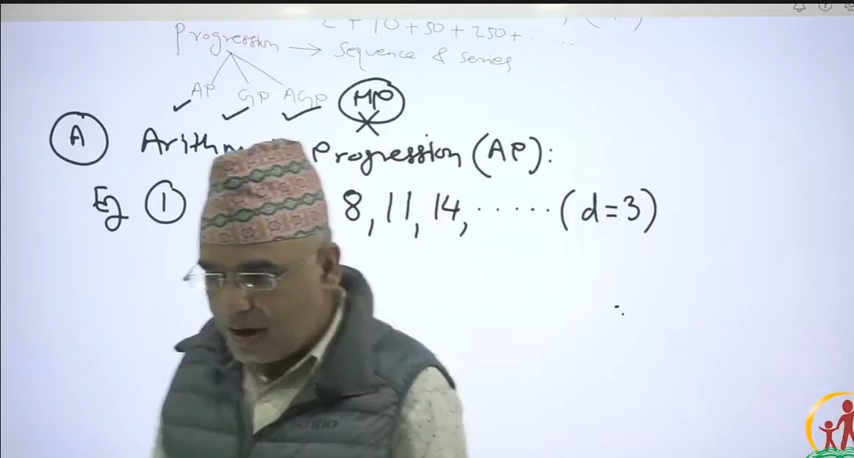 2 + 10 + 50 + 250 + ......
Progression → Sequence & series
AP GP AGP HP
A Arithm Progression (AP):
Eg 1 8, 11, 14, ..... (d=3)